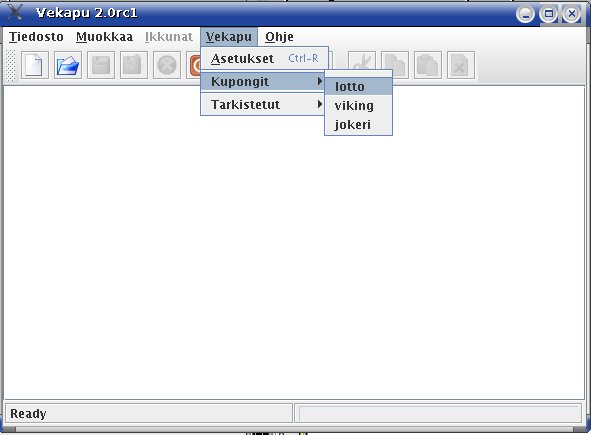 Vekapu 2.0rc1
Tiedosto Muokkaa Ikkunat Vekapu Ohje
Asetukset Ctrl-R
Kupongit
lotto
viking
Tarkistetut
jokeri
Ready